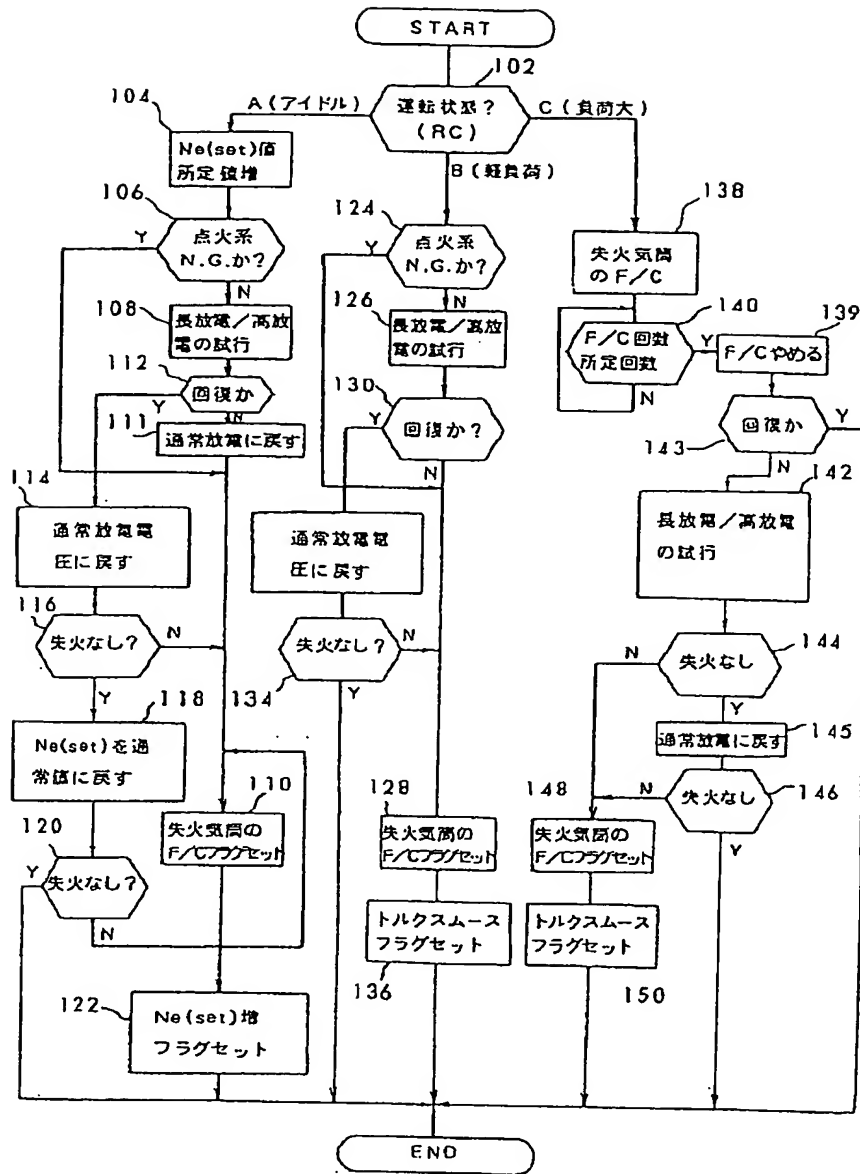 START
102
運転状態?
(RC)
A(アイドル)
B(軽負荷)
C(負荷大)
104
Ne(set)値
所定値増
106
点火系
N.G.か?
Y
N
108
長放電/高放
電の試行
112
回復か
Y
N
111
通常放電に戻す
114
通常放電電
圧に戻す
116
失火なし?
N
Y
118
Ne(set)を通
常値に戻す
120
失火なし?
Y
N
110
失火気筒の
F/Cフラグセット
122
Ne(set)増
フラグセット
124
点火系
N.G.か?
Y
N
126
長放電/高放
電の試行
130
回復か?
Y
N
通常放電電
圧に戻す
134
失火なし?
N
Y
128
失火気筒の
F/Cフラグセット
トルクスムース
フラグセット
136
138
失火気筒
のF/C
140
F/C回数
所定回数
Y
N
139
F/Cやめる
143
回復か
Y
N
142
長放電/高放電
の試行
144
失火なし
N
Y
145
通常放電に戻す
146
失火なし
N
Y
148
失火気筒の
F/Cフラグセット
トルクスムース
フラグセット
150
END